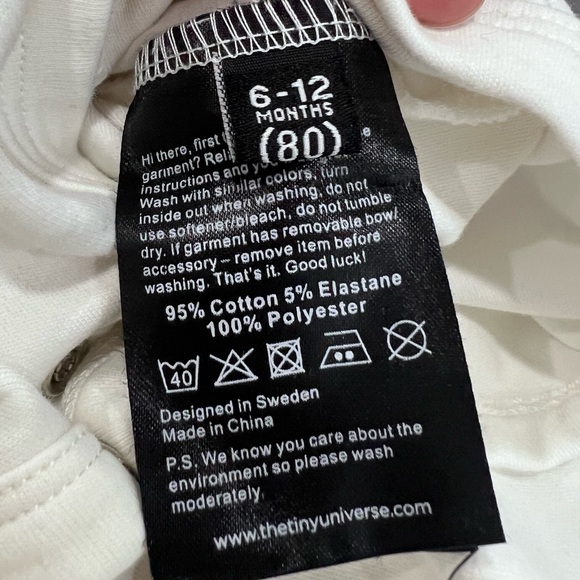 6-12
MONTHS
(80)
Hi there, first
garment?
instructions and
Wash with similar colors, turn
inside out when washing, do not
use softener/bleach, do not tumble
dry. If garment has removable bow/
accessory – remove item before
washing. That's it. Good luck!
95% Cotton 5% Elastane
100% Polyester
40
Designed in Sweden
Made in China
P.S. We know you care about the
environment so please wash
moderately.
www.thetinyuniverse.com